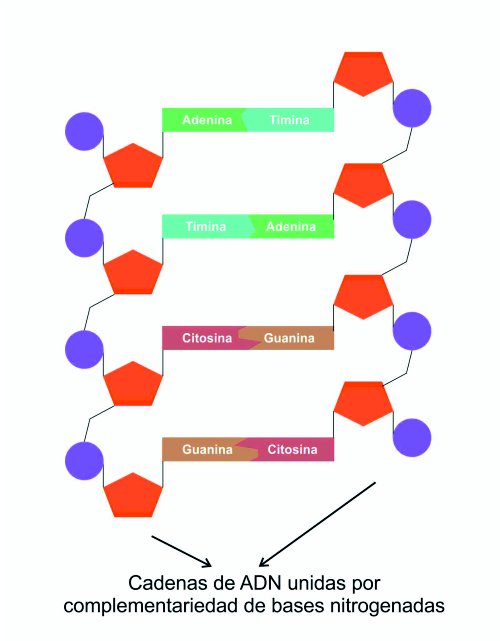 Adenina Timina
Timina Adenina
Citosina Guanina
Guanina Citosina
Cadenas de ADN unidas por
complementariedad de bases nitrogenadas